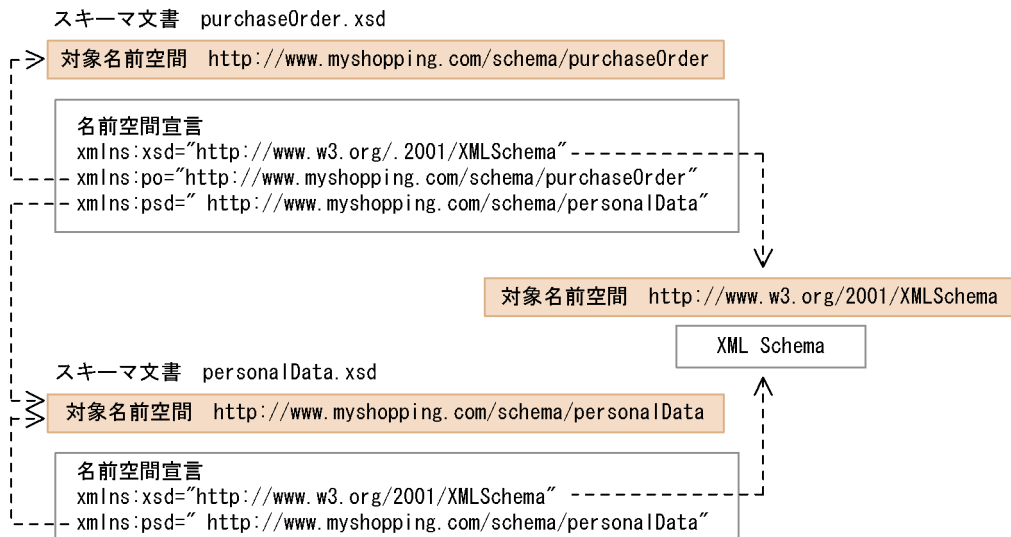 スキーマ文書 purchaseOrder.xsd
対象名前空間 http://www.myshopping.com/schema/purchaseOrder
名前空間宣言
xmlns:xsd="http://www.w3.org/.2001/XMLSchema"
xmlns:po="http://www.myshopping.com/schema/purchaseOrder"
xmlns:psd=" http://www.myshopping.com/schema/personalData"
対象名前空間 http://www.w3.org/2001/XMLSchema
XML Schema
スキーマ文書 personalData.xsd
対象名前空間 http://www.myshopping.com/schema/personalData
名前空間宣言
xmlns:xsd="http://www.w3.org/2001/XMLSchema"
xmlns:psd=" http://www.myshopping.com/schema/personalData"